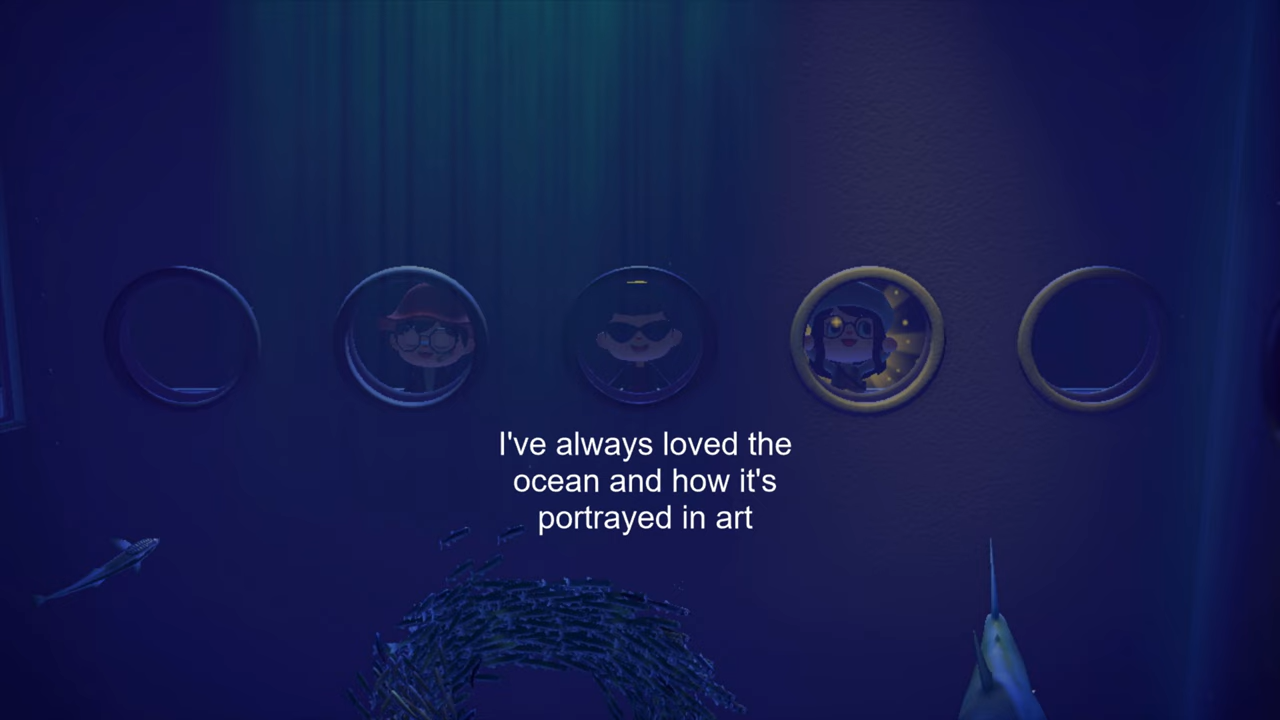 I've always loved the
ocean and how it's
portrayed in art